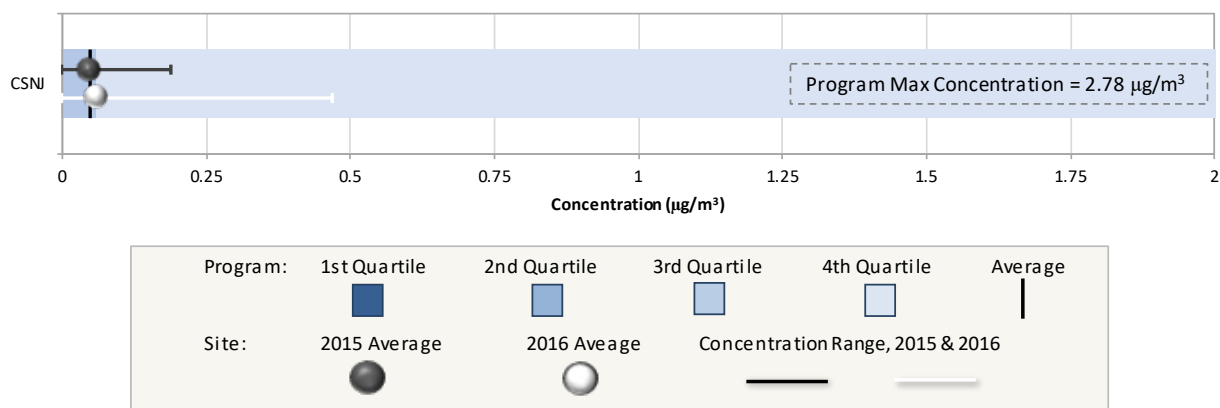 CSNJ
Program Max Concentration = 2.78 µg/m³
0 0.25 0.5 0.75 1 1.25 1.5 1.75 2
Concentration (µg/m³)
Program: 1st Quartile 2nd Quartile 3rd Quartile 4th Quartile Average
Site: 2015 Average 2016 Aveage Concentration Range, 2015 & 2016